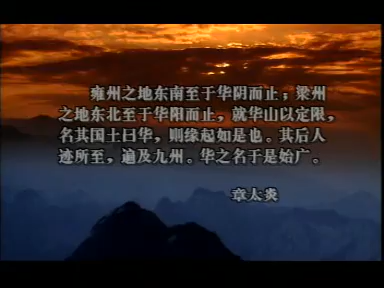 雍州之地东南至于华阴而止；梁州
之地东北至于华阳而止，就华山以定限，
名其国土曰华，则缘起如是也。其后人
迹所至，遍及九州。华之名于是始广。
章太炎